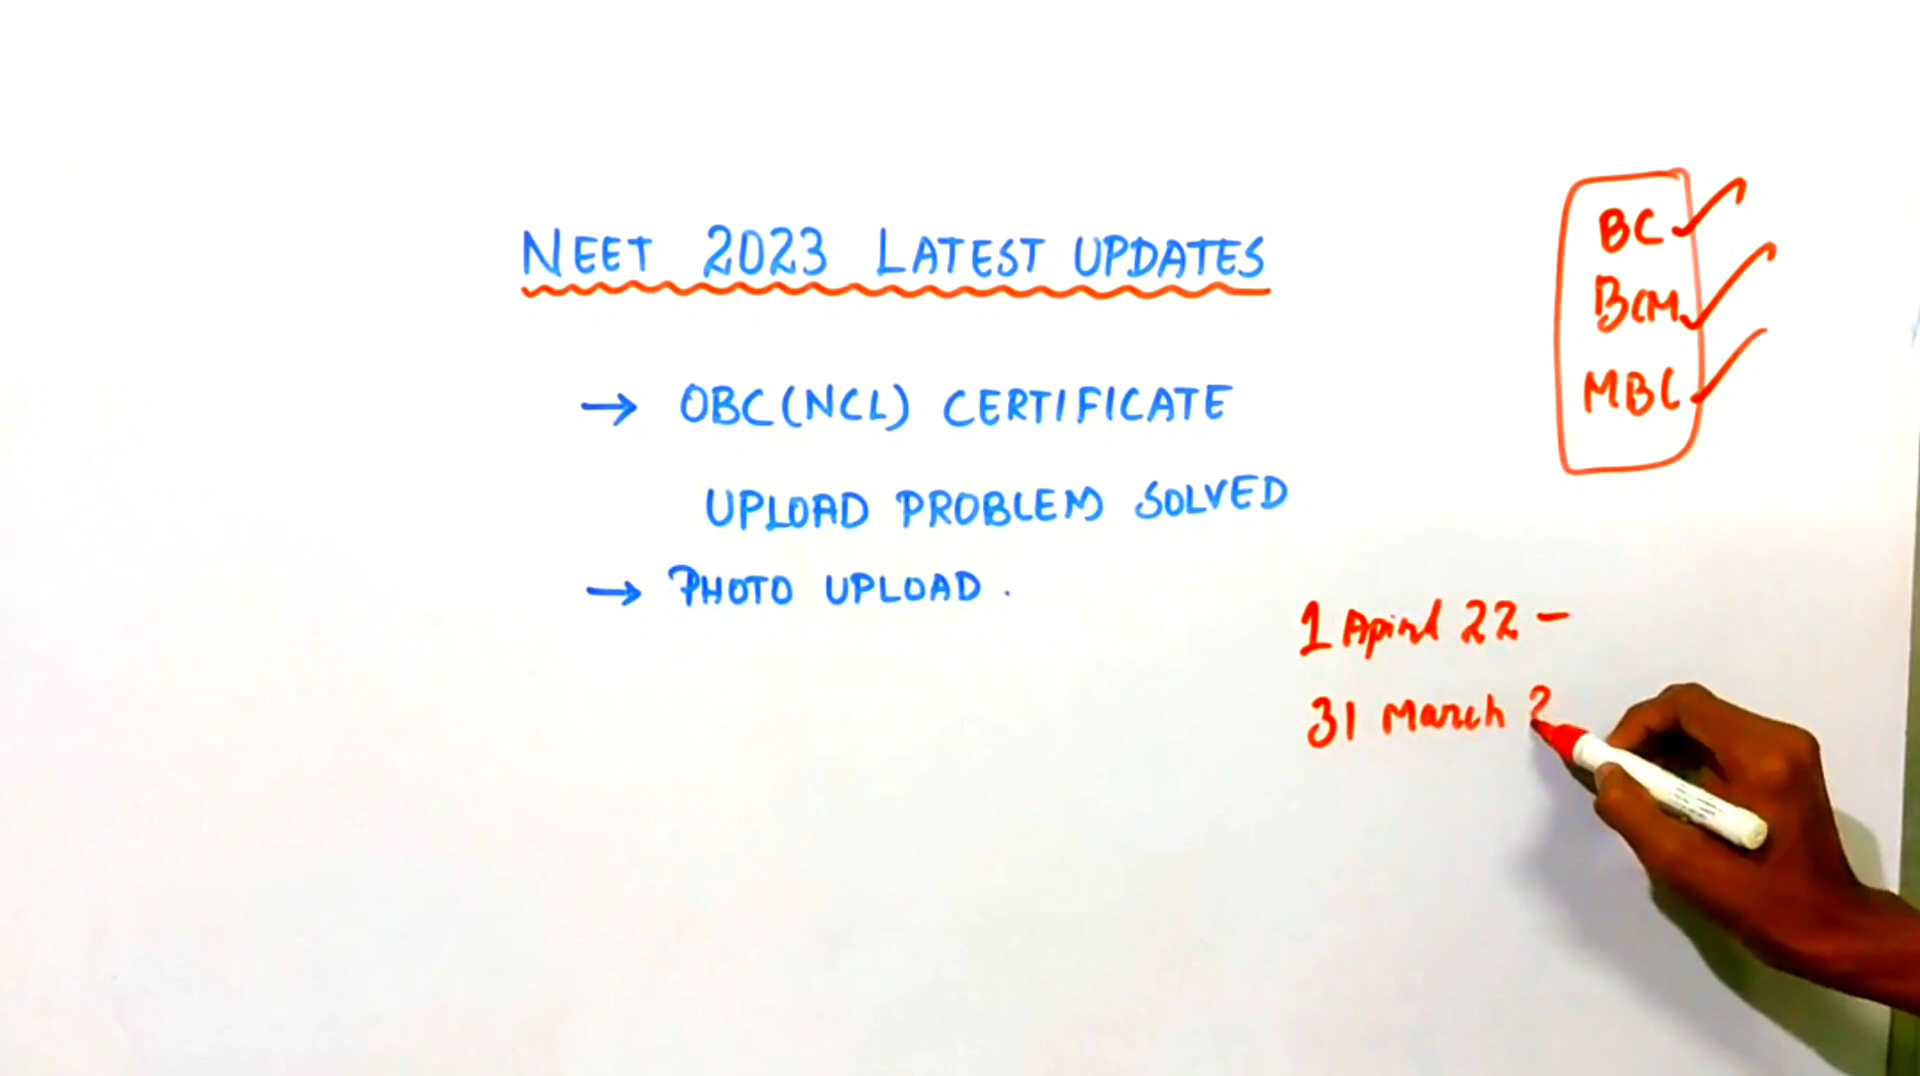 NEET 2023 LATEST UPDATES
→ OBC(NCL) CERTIFICATE
UPLOAD PROBLEM SOLVED
→ PHOTO UPLOAD.
BC ✓
BCM ✓
MBC ✓
1 April 22 –
31 March 2